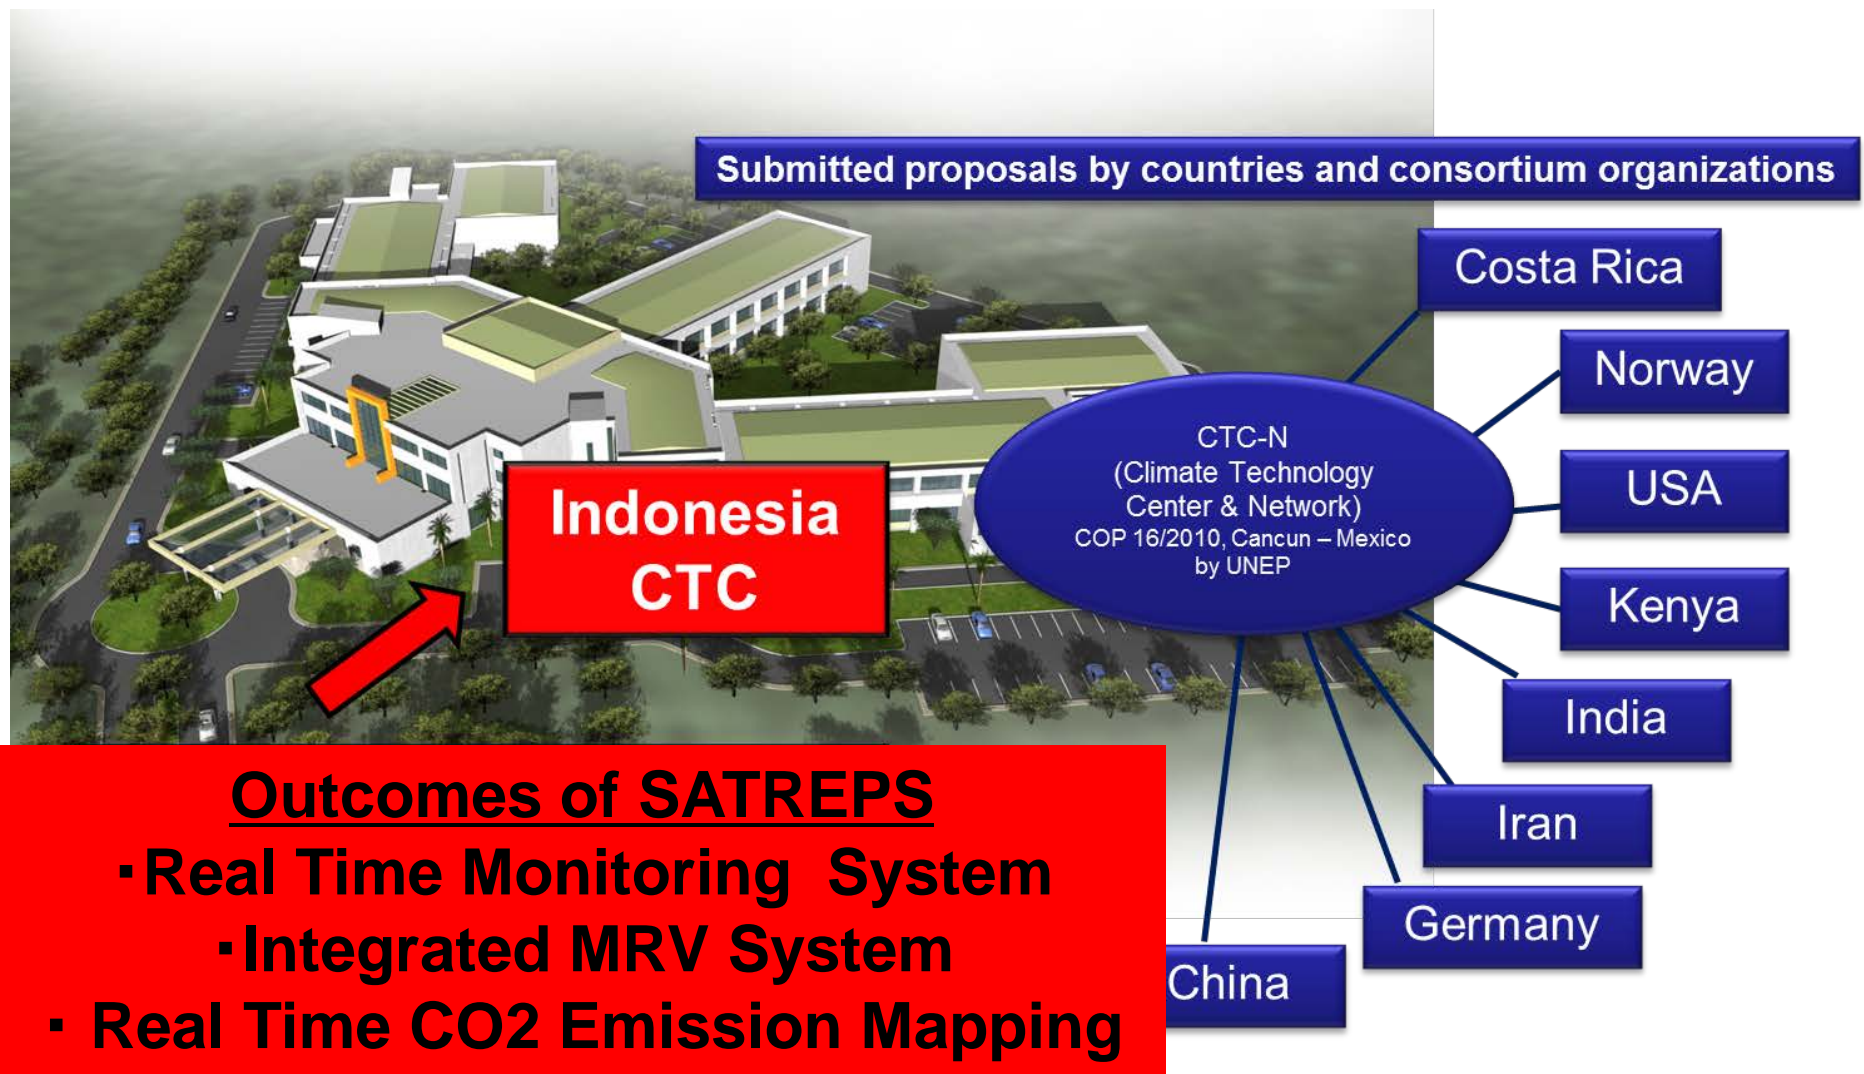 Submitted proposals by countries and consortium organizations
Costa Rica
Norway
USA
Kenya
India
Iran
Germany
China
CTC-N
(Climate Technology
Center & Network)
COP 16/2010, Cancun – Mexico
by UNEP
Indonesia
CTC
Outcomes of SATREPS
・Real Time Monitoring System
・Integrated MRV System
・ Real Time CO2 Emission Mapping